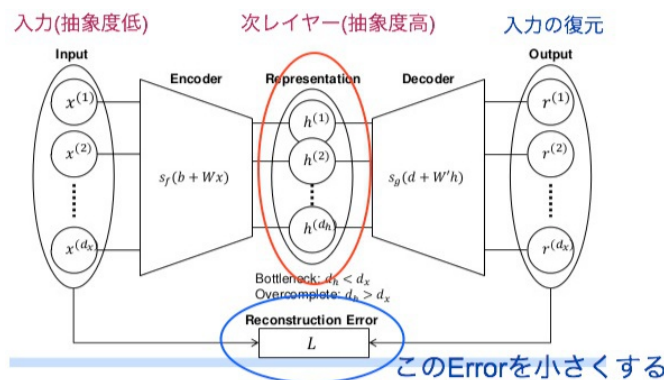 入力(抽象度低)
次レイヤー(抽象度高)
入力の復元
Input
Encoder
Representation
Decoder
Output
x^(1)
h^(1)
r^(1)
x^(2)
h^(2)
r^(2)
s_f(b + Wx)
s_g(d + W'h)
x^(d_x)
h^(d_h)
r^(d_x)
Bottleneck: d_h < d_x
Overcomplete: d_h > d_x
Reconstruction Error
L
このErrorを小さくする